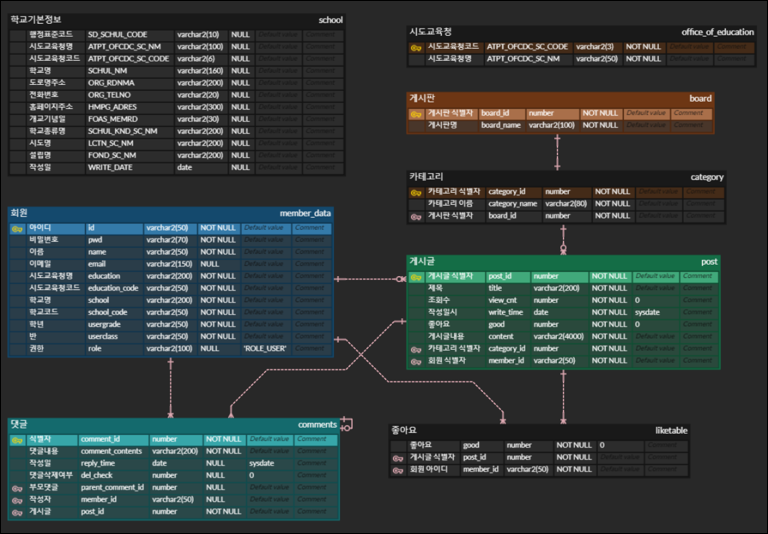 학교기본정보 school
행정표준코드 SD_SCHUL_CODE varchar2(10) NULL Default value Comment
시도교육청명 ATPT_OFCDC_SC_NM varchar2(100) NULL Default value Comment
시도교육청코드 ATPT_OFCDC_SC_CODE varchar2(6) NULL Default value Comment
학교명 SCHUL_NM varchar2(160) NULL Default value Comment
도로명주소 ORG_RDNMA varchar2(200) NULL Default value Comment
전화번호 ORG_TELNO varchar2(20) NULL Default value Comment
홈페이지주소 HMPG_ADRES varchar2(300) NULL Default value Comment
개교기념일 FOAS_MEMRD varchar2(30) NULL Default value Comment
학교종류명 SCHUL_KND_SC_NM varchar2(200) NULL Default value Comment
시도명 LCTN_SC_NM varchar2(200) NULL Default value Comment
설립명 FOND_SC_NM varchar2(200) NULL Default value Comment
작성일 WRITE_DATE date NULL Default value Comment
시도교육청 office_of_education
시도교육청코드 ATPT_OFCDC_SC_CODE varchar2(3) NOT NULL Default value Comment
시도교육청명 ATPT_OFCDC_SC_NM varchar2(50) NOT NULL Default value Comment
게시판 board
게시판 식별자 board_id number NOT NULL Default value Comment
게시판명 board_name varchar2(100) NOT NULL Default value Comment
카테고리 category
카테고리 식별자 category_id number NOT NULL Default value Comment
카테고리 이름 category_name varchar2(80) NOT NULL Default value Comment
게시판 식별자 board_id number NOT NULL Default value Comment
회원 member_data
아이디 id varchar2(50) NOT NULL Default value Comment
비밀번호 pwd varchar2(70) NOT NULL Default value Comment
이름 name varchar2(50) NOT NULL Default value Comment
이메일 email varchar2(150) NULL Default value Comment
시도교육청명 education varchar2(200) NOT NULL Default value Comment
시도교육청코드 education_code varchar2(50) NOT NULL Default value Comment
학교명 school varchar2(200) NOT NULL Default value Comment
학교코드 school_code varchar2(50) NOT NULL Default value Comment
학년 usergrade varchar2(50) NOT NULL Default value Comment
반 userclass varchar2(50) NOT NULL Default value Comment
권한 role varchar2(100) NULL 'ROLE_USER' Comment
게시글 post
게시글 식별자 post_id number NOT NULL Default value Comment
제목 title varchar2(200) NOT NULL Default value Comment
조회수 view_cnt number NOT NULL 0 Comment
작성일시 write_time date NOT NULL sysdate Comment
좋아요 good number NOT NULL 0 Comment
게시글내용 content varchar2(4000) NOT NULL Default value Comment
카테고리 식별자 category_id number NOT NULL Default value Comment
회원 식별자 member_id varchar2(50) NOT NULL Default value Comment
댓글 comments
식별자 comment_id number NOT NULL Default value Comment
댓글내용 comment_contents varchar2(200) NOT NULL Default value Comment
작성일 reply_time date NULL sysdate Comment
댓글삭제여부 del_check number NULL 0 Comment
부모댓글 parent_comment_id number NULL Default value Comment
작성자 member_id varchar2(50) NULL Default value Comment
게시글 post_id number NULL Default value Comment
좋아요 liketable
좋아요 good number NOT NULL 0 Comment
게시글 식별자 post_id number NOT NULL Default value Comment
회원 아이디 member_id varchar2(50) NOT NULL Default value Comment